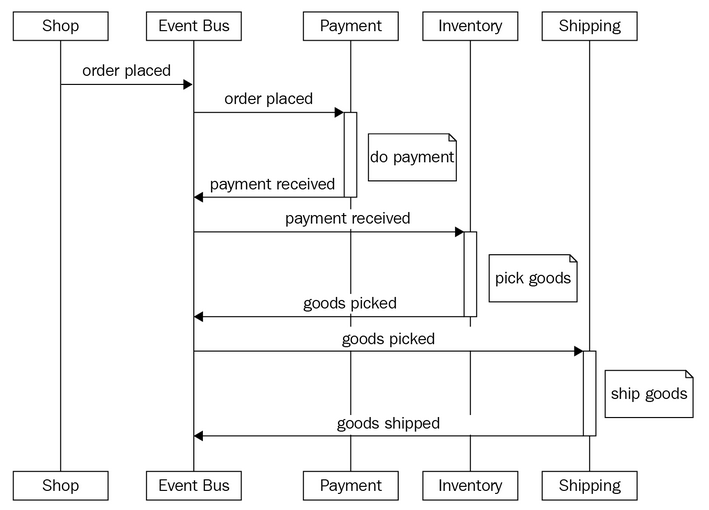 Shop
Event Bus
Payment
Inventory
Shipping
order placed
order placed
do payment
payment received
payment received
pick goods
goods picked
goods picked
ship goods
goods shipped
Shop
Event Bus
Payment
Inventory
Shipping